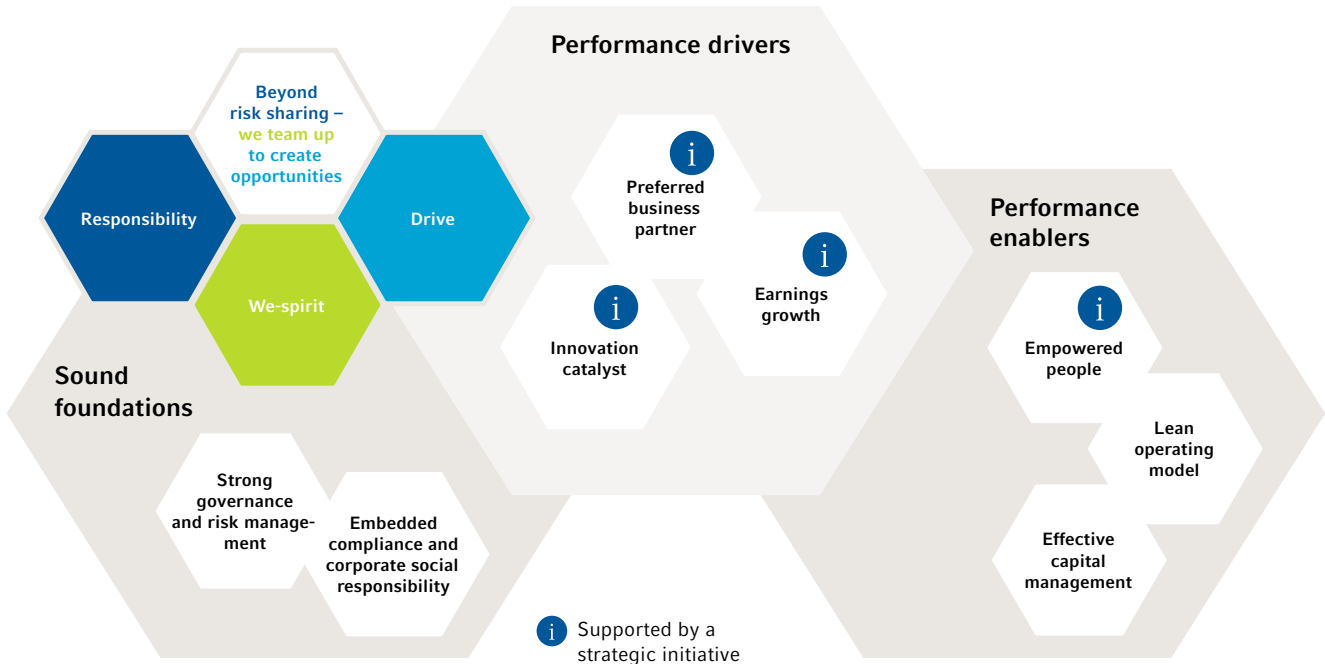 Beyond
risk sharing –
we team up
to create
opportunities
Responsibility
Drive
We-spirit
Sound
foundations
Strong
governance
and risk manage-
ment
Embedded
compliance and
corporate social
responsibility
Performance drivers
i
Preferred
business
partner
i
Earnings
growth
i
Innovation
catalyst
Performance
enablers
i
Empowered
people
Lean
operating
model
Effective
capital
management
i Supported by a
strategic initiative